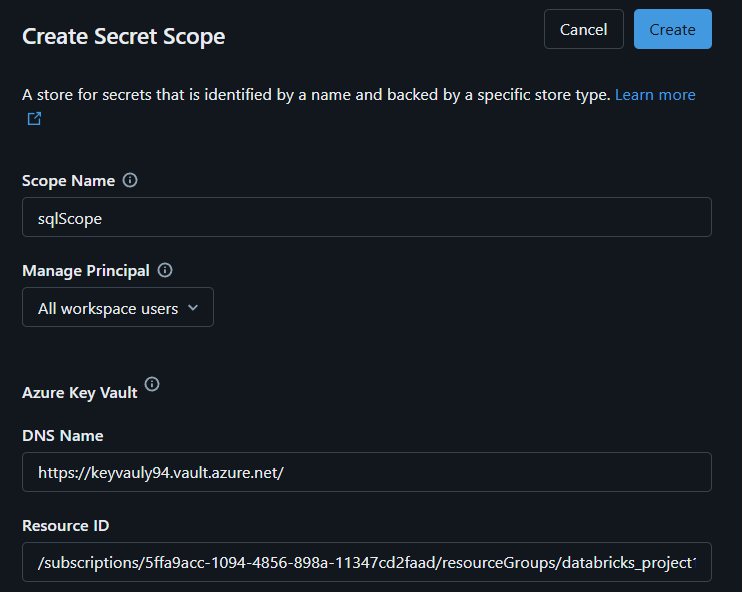 Create Secret Scope
Cancel
Create
A store for secrets that is identified by a name and backed by a specific store type. Learn more
Scope Name
sqlScope
Manage Principal
All workspace users
Azure Key Vault
DNS Name
https://keyvauly94.vault.azure.net/
Resource ID
/subscriptions/5ffa9acc-1094-4856-898a-11347cd2faad/resourceGroups/databricks_project1